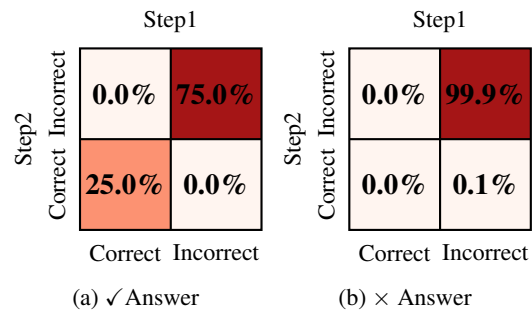 Step1
Step1
Step2
Incorrect
Correct
0.0%
75.0%
25.0%
0.0%
Correct
Incorrect
(a) ✓Answer
Step2
Incorrect
Correct
0.0%
99.9%
0.0%
0.1%
Correct
Incorrect
(b) × Answer